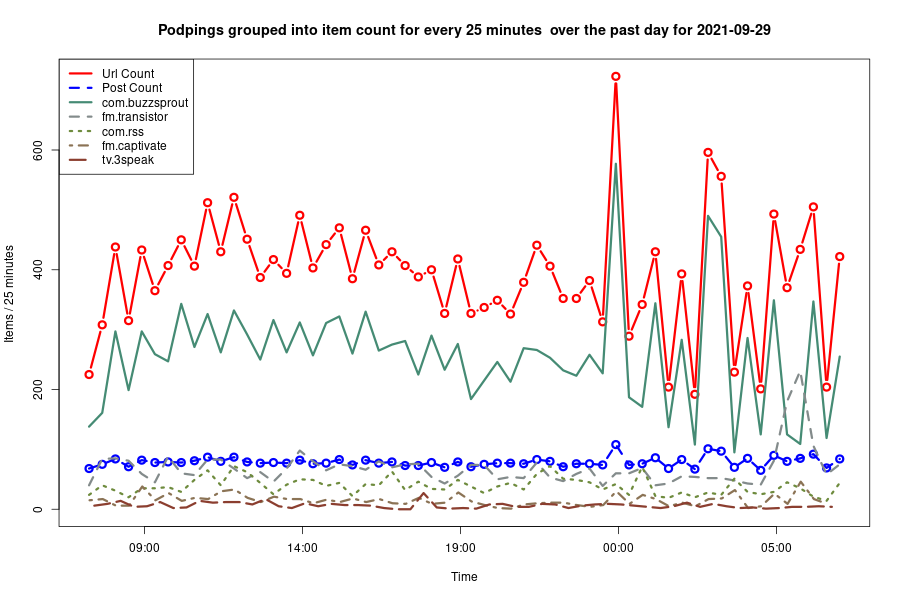 Podpings grouped into item count for every 25 minutes  over the past day for 2021-09-29
Url Count
Post Count
com.buzzsprout
fm.transistor
com.rss
fm.captivate
tv.3speak
Items / 25 minutes
600
400
200
0
09:00
14:00
19:00
00:00
05:00
Time